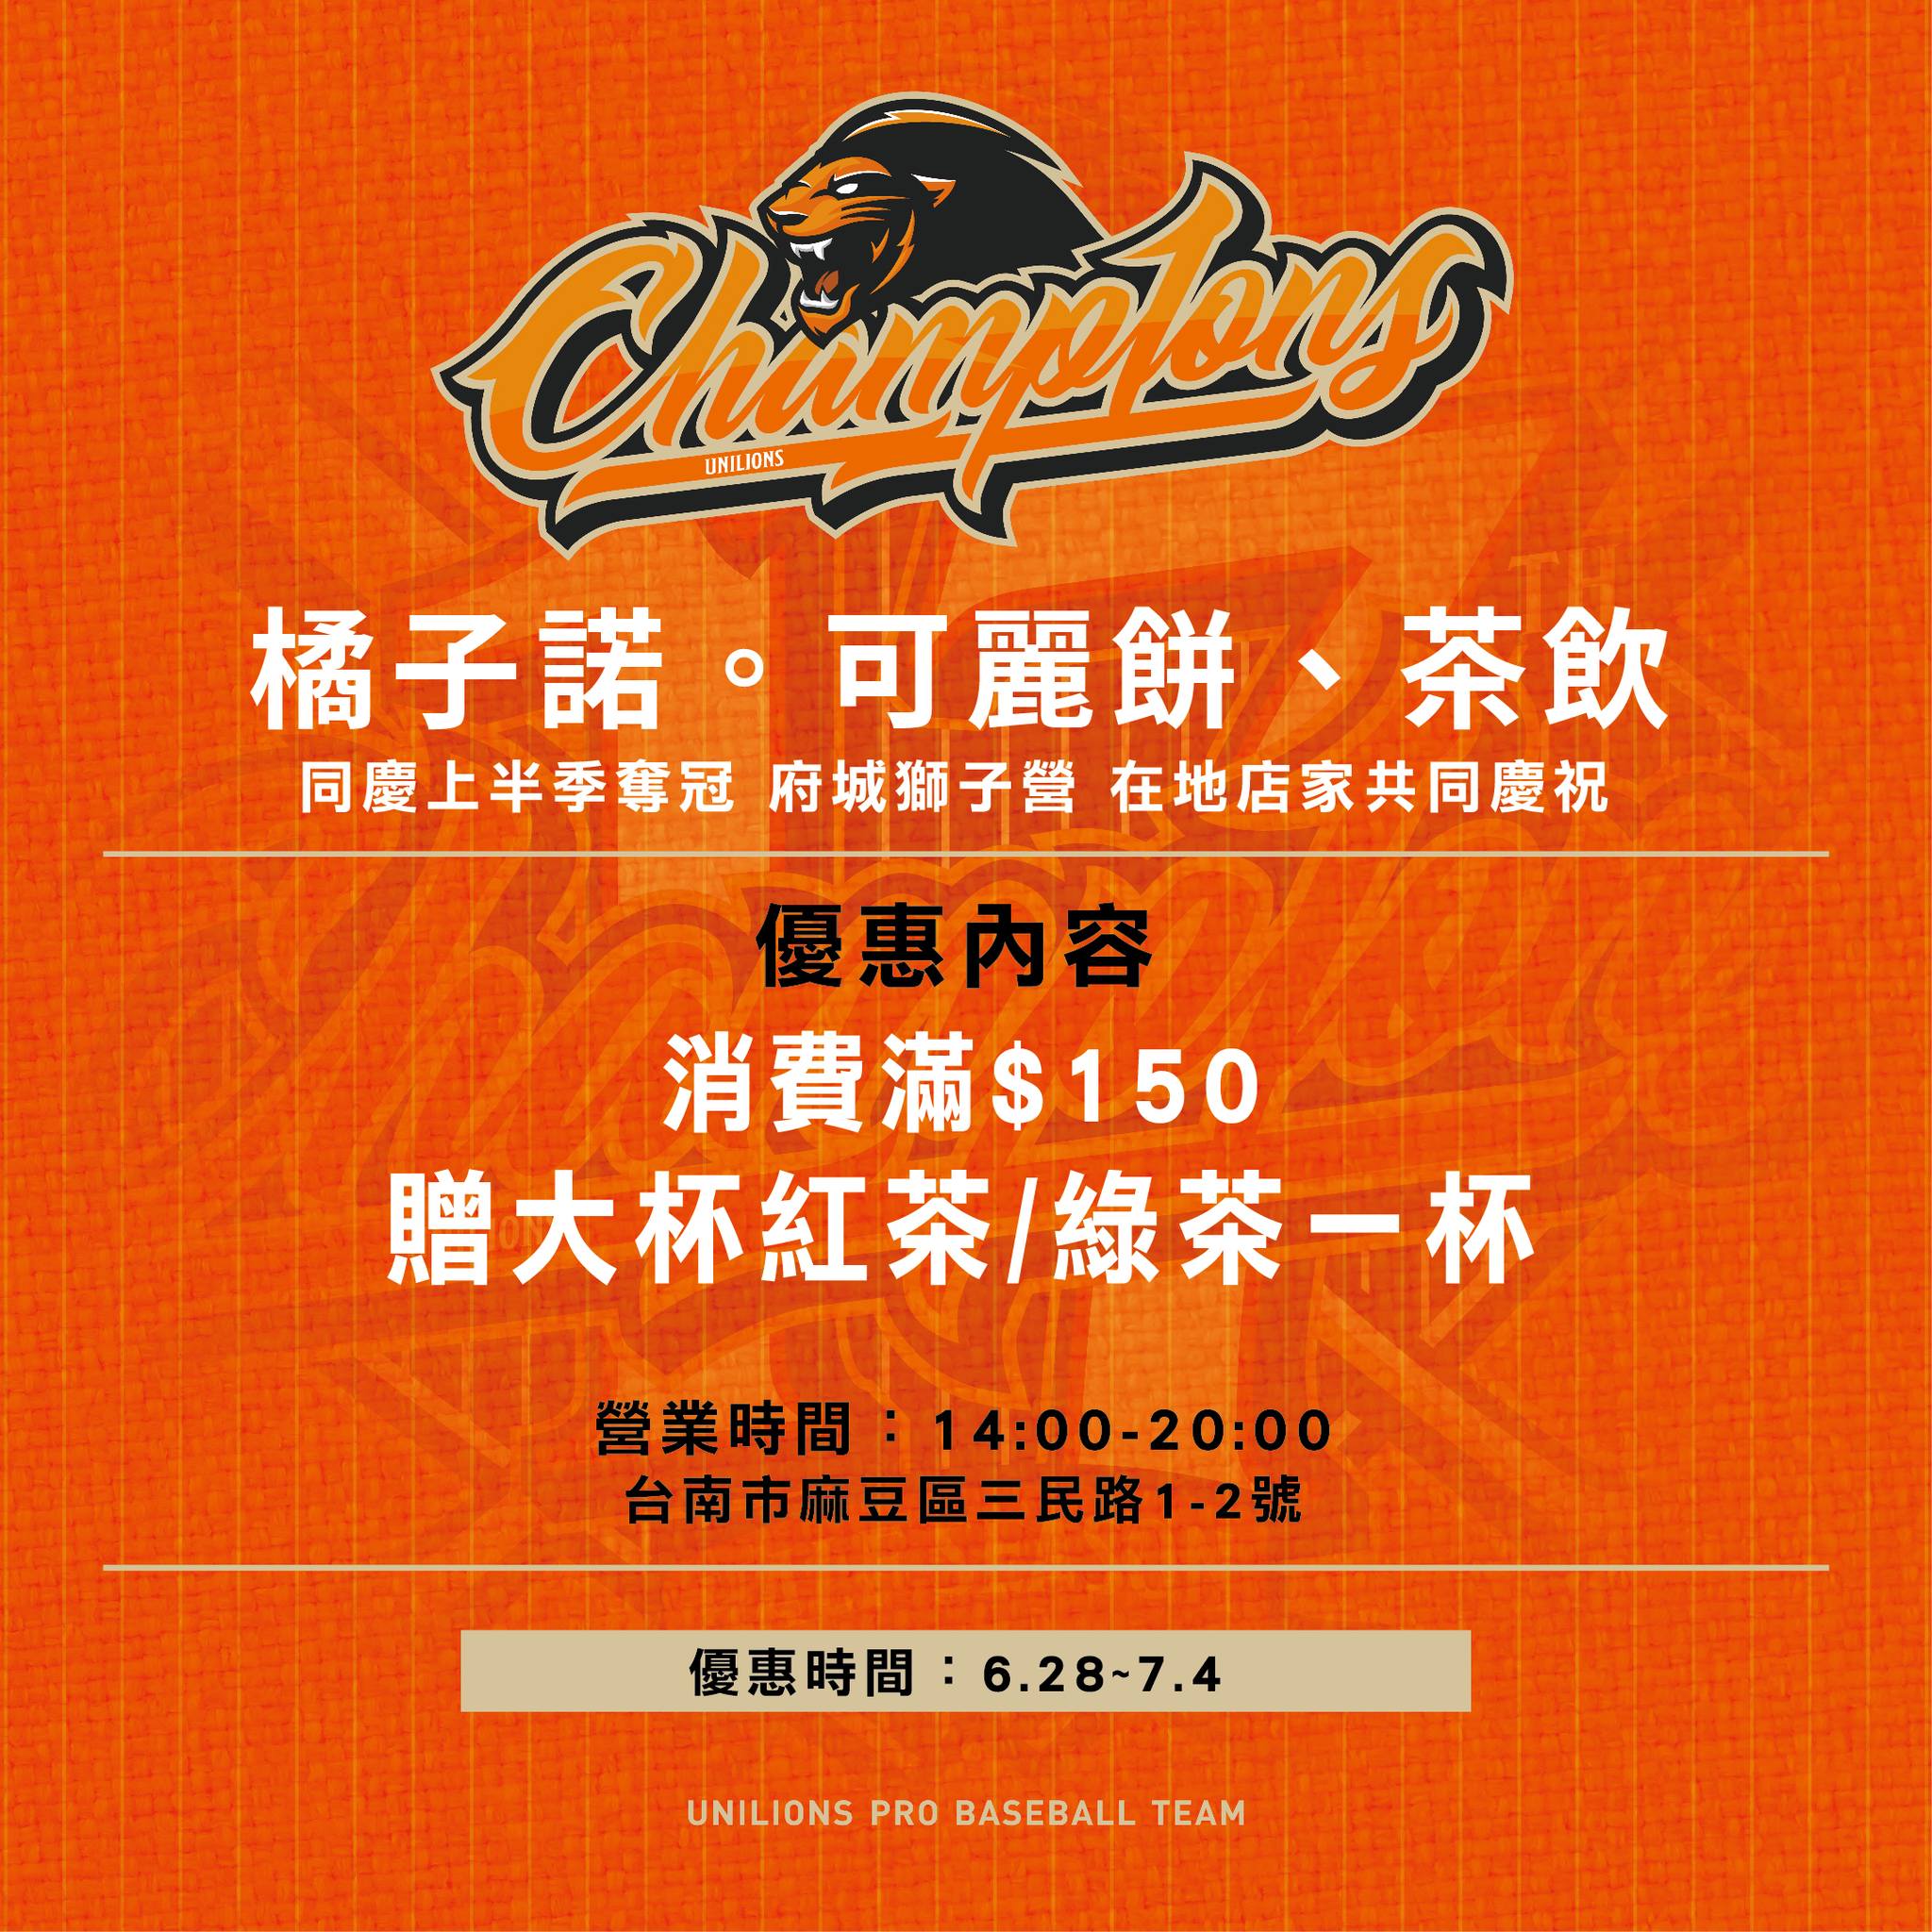 Champ1ons
UNILIONS
橘子諾。可麗餅、茶飲
同慶上半季奪冠 府城獅子營 在地店家共同慶祝
優惠內容
消費滿$150
贈大杯紅茶/綠茶一杯
營業時間：14:00-20:00
台南市麻豆區三民路1-2號
優惠時間：6.28~7.4
UNILIONS PRO BASEBALL TEAM